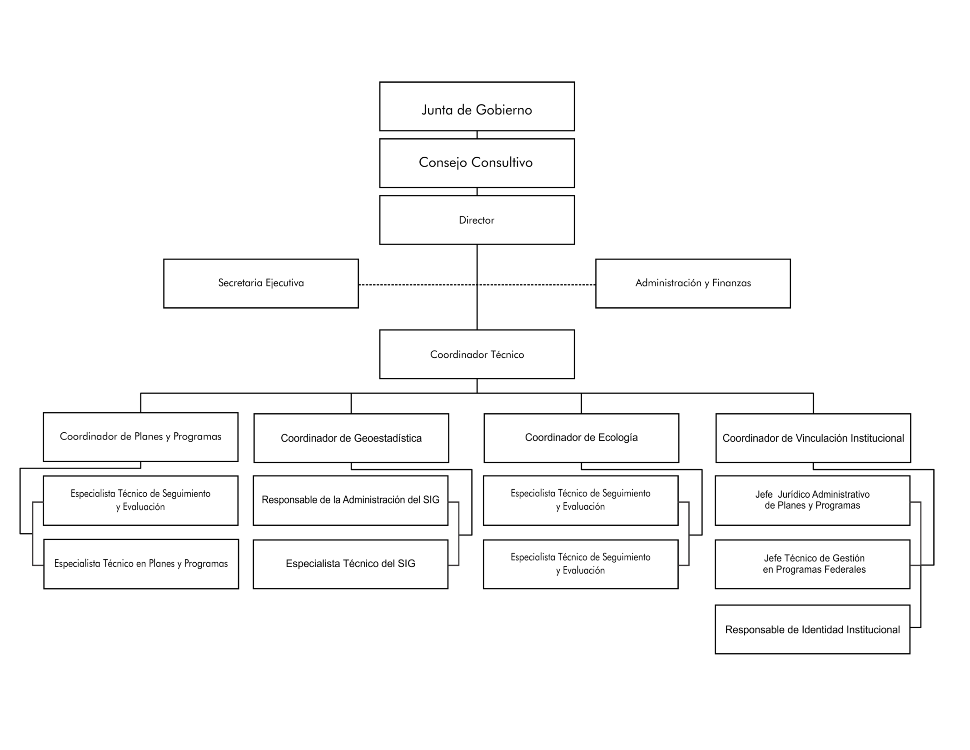 Junta de Gobierno
Consejo Consultivo
Director
Secretaria Ejecutiva
Administración y Finanzas
Coordinador Técnico
Coordinador de Planes y Programas
Coordinador de Geoestadística
Coordinador de Ecología
Coordinador de Vinculación Institucional
Especialista Técnico de Seguimiento
y Evaluación
Responsable de la Administración del SIG
Especialista Técnico de Seguimiento
y Evaluación
Jefe Jurídico Administrativo
de Planes y Programas
Especialista Técnico en Planes y Programas
Especialista Técnico del SIG
Especialista Técnico de Seguimiento
y Evaluación
Jefe Técnico de Gestión
en Programas Federales
Responsable de Identidad Institucional